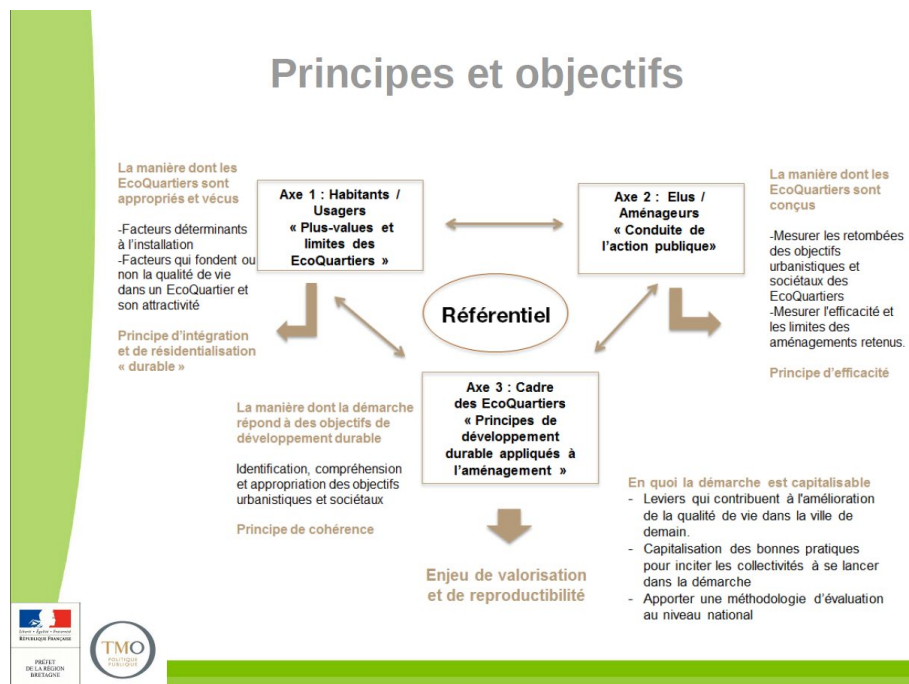 Principes et objectifs
La manière dont les
EcoQuartiers sont
appropriés et vécus
-Facteurs déterminants
à l'installation
-Facteurs qui fondent ou
non la qualité de vie
dans un EcoQuartier et
son attractivité
Principe d'intégration
et de résidentialisation
« durable »
Axe 1 : Habitants /
Usagers
« Plus-values et
limites des
EcoQuartiers »
Axe 2 : Elus /
Aménageurs
« Conduite de
l'action publique»
La manière dont les
EcoQuartiers sont
conçus
-Mesurer les retombées
des objectifs
urbanistiques et
sociétaux des
EcoQuartiers
-Mesurer l'efficacité et
les limites des
aménagements retenus.
Principe d'efficacité
Référentiel
Axe 3 : Cadre
des EcoQuartiers
« Principes de
développement
durable appliqués à
l'aménagement »
La manière dont la démarche
répond à des objectifs de
développement durable
Identification, compréhension
et appropriation des objectifs
urbanistiques et sociétaux
Principe de cohérence
Enjeu de valorisation
et de reproductibilité
En quoi la démarche est capitalisable
- Leviers qui contribuent à l'amélioration
de la qualité de vie dans la ville de
demain.
- Capitalisation des bonnes pratiques
pour inciter les collectivités à se lancer
dans la démarche
- Apporter une méthodologie d'évaluation
au niveau national
Liberté • Égalité • Fraternité
RÉPUBLIQUE FRANÇAISE
PRÉFET
DE LA RÉGION
BRETAGNE
TMO
POLITIQUE
PUBLIQUE